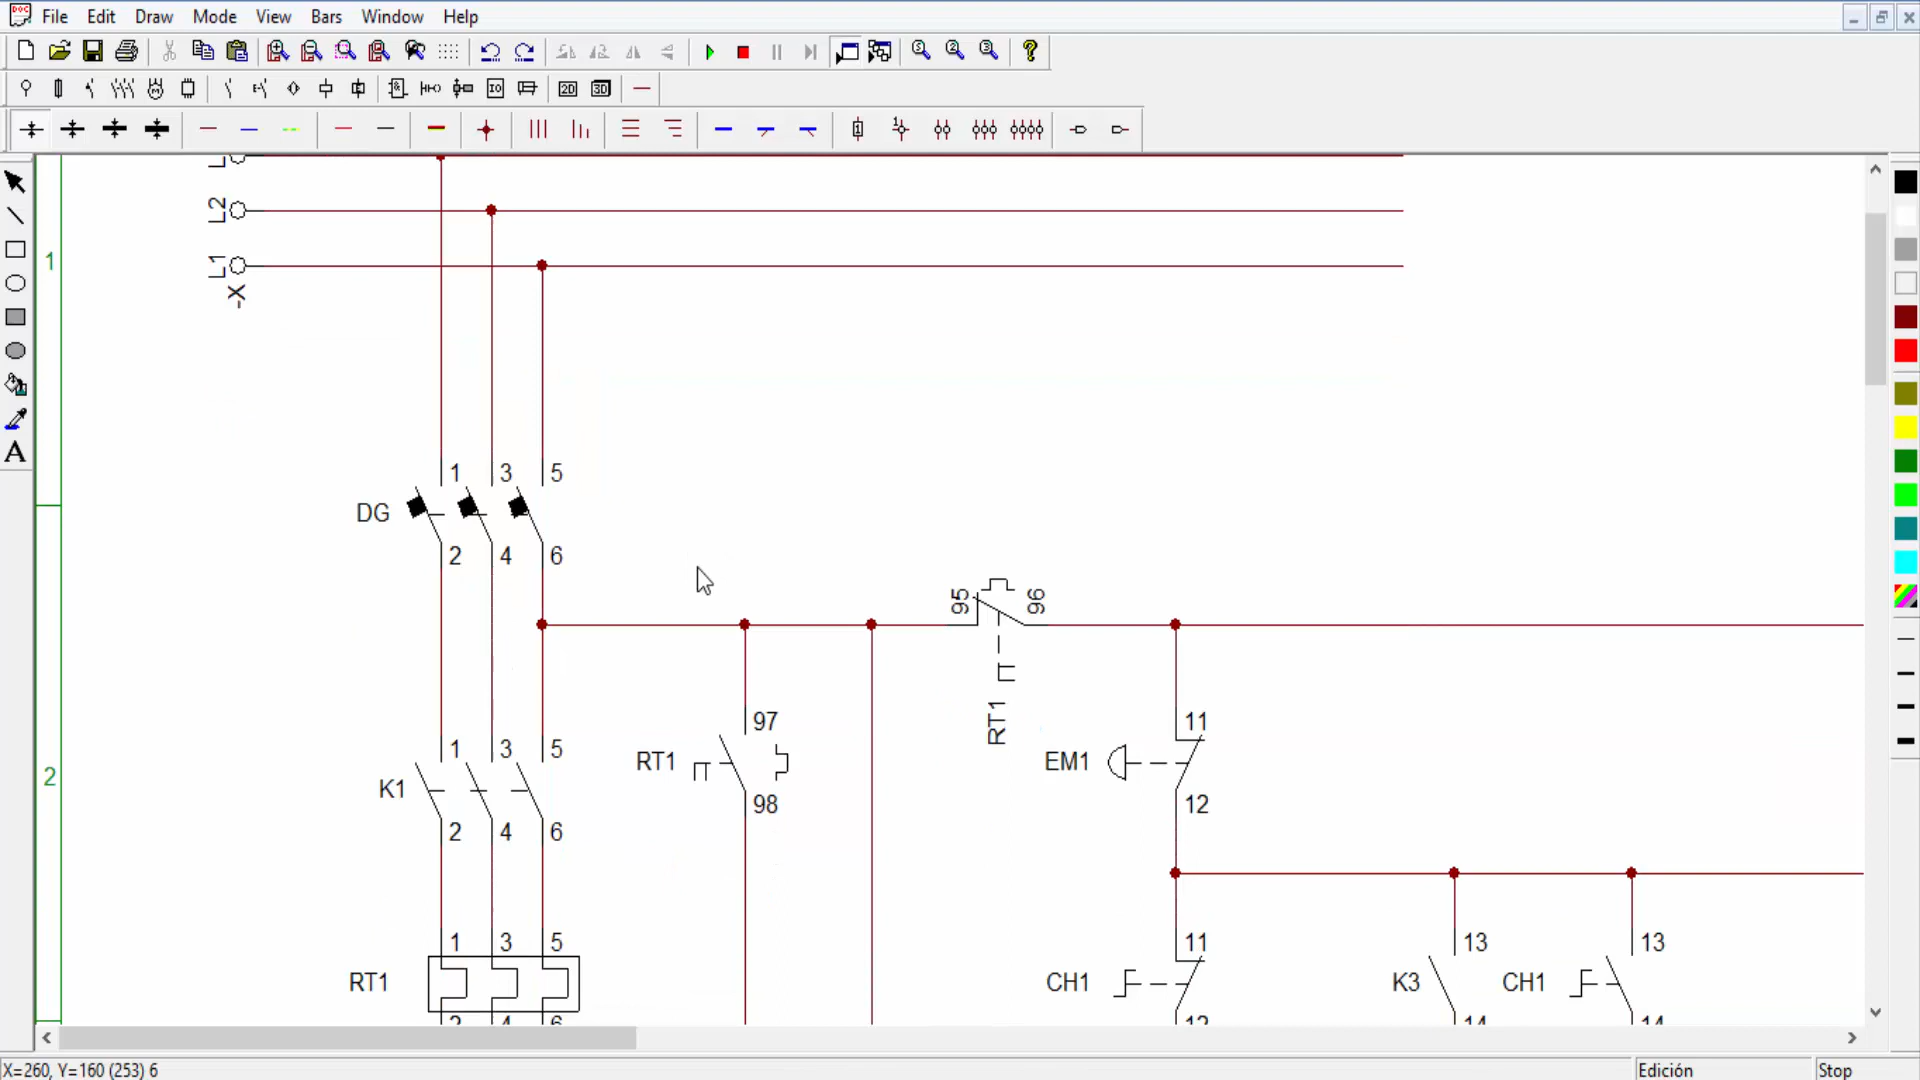 File Edit Draw Mode View Bars Window Help
L2
L1
-X
1
1 3 5
DG
2 4 6
95 96
RT1
97
RT1
98
11
EM1
12
1 3 5
K1
2 4 6
2
1 3 5
RT1
11
CH1
13
K3
13
CH1
A
X=260, Y=160 (253) 6
Edición
Stop